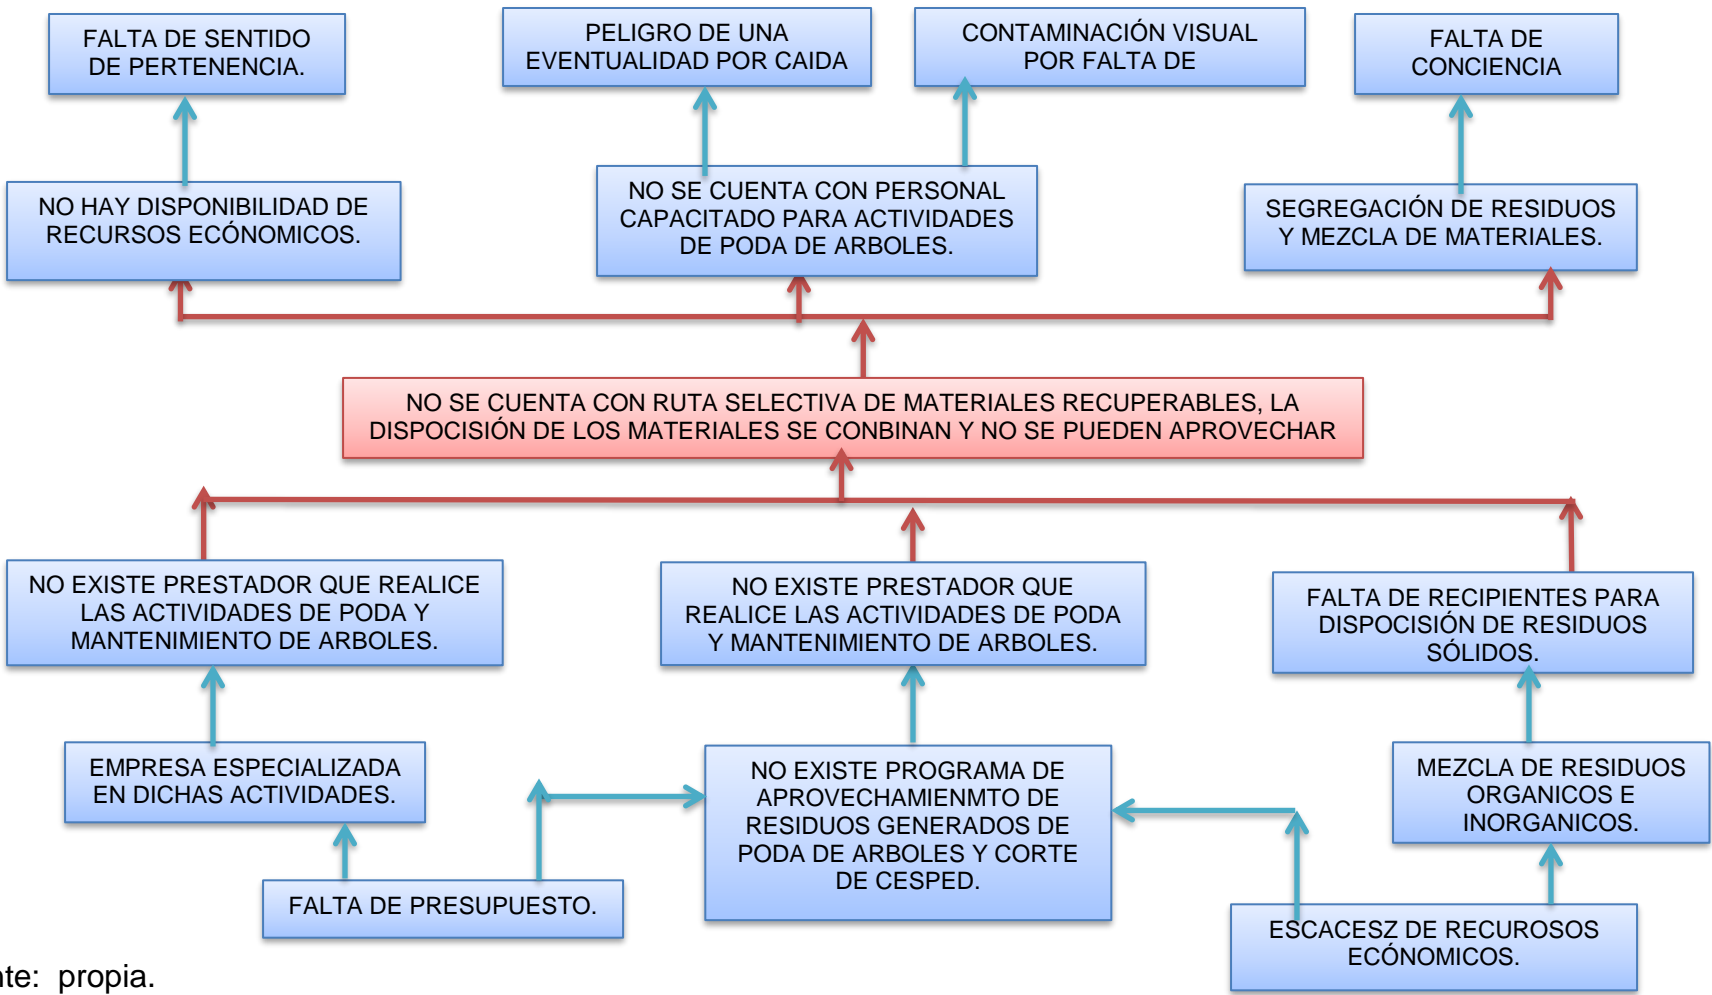 FALTA DE SENTIDO
DE PERTENENCIA.
PELIGRO DE UNA
EVENTUALIDAD POR CAIDA
CONTAMINACIÓN VISUAL
POR FALTA DE
FALTA DE
CONCIENCIA
NO HAY DISPONIBILIDAD DE
RECURSOS ECÓNOMICOS.
NO SE CUENTA CON PERSONAL
CAPACITADO PARA ACTIVIDADES
DE PODA DE ARBOLES.
SEGREGACIÓN DE RESIDUOS
Y MEZCLA DE MATERIALES.
NO SE CUENTA CON RUTA SELECTIVA DE MATERIALES RECUPERABLES, LA
DISPOCISIÓN DE LOS MATERIALES SE CONBINAN Y NO SE PUEDEN APROVECHAR
NO EXISTE PRESTADOR QUE REALICE
LAS ACTIVIDADES DE PODA Y
MANTENIMIENTO DE ARBOLES.
NO EXISTE PRESTADOR QUE
REALICE LAS ACTIVIDADES DE PODA
Y MANTENIMIENTO DE ARBOLES.
FALTA DE RECIPIENTES PARA
DISPOCISIÓN DE RESIDUOS
SÓLIDOS.
EMPRESA ESPECIALIZADA
EN DICHAS ACTIVIDADES.
NO EXISTE PROGRAMA DE
APROVECHAMIENMTO DE
RESIDUOS GENERADOS DE
PODA DE ARBOLES Y CORTE
DE CESPED.
MEZCLA DE RESIDUOS
ORGANICOS E
INORGANICOS.
FALTA DE PRESUPUESTO.
ESCACESZ DE RECUROSOS
ECÓNOMICOS.
nte: propia.